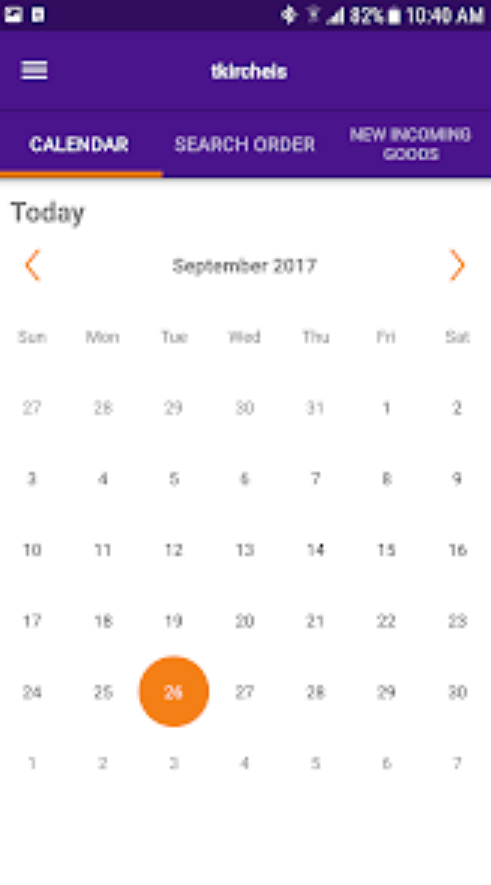 82% 10:40 AM
tkircheis
CALENDAR SEARCH ORDER NEW INCOMING GOODS
Today
September 2017
Sun Mon Tue Wed Thu Fri Sat
27 28 29 30 31 1 2
3 4 5 6 7 8 9
10 11 12 13 14 15 16
17 18 19 20 21 22 23
24 25 26 27 28 29 30
1 2 3 4 5 6 7